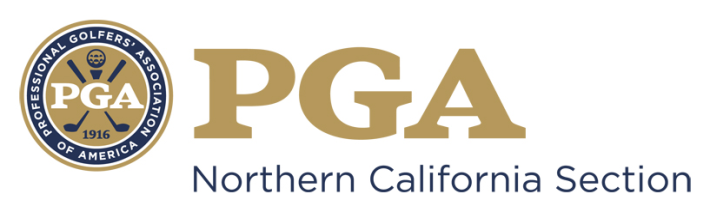 PROFESSIONAL GOLFERS' ASSOCIATION
OF AMERICA
PGA
1916
PGA
Northern California Section